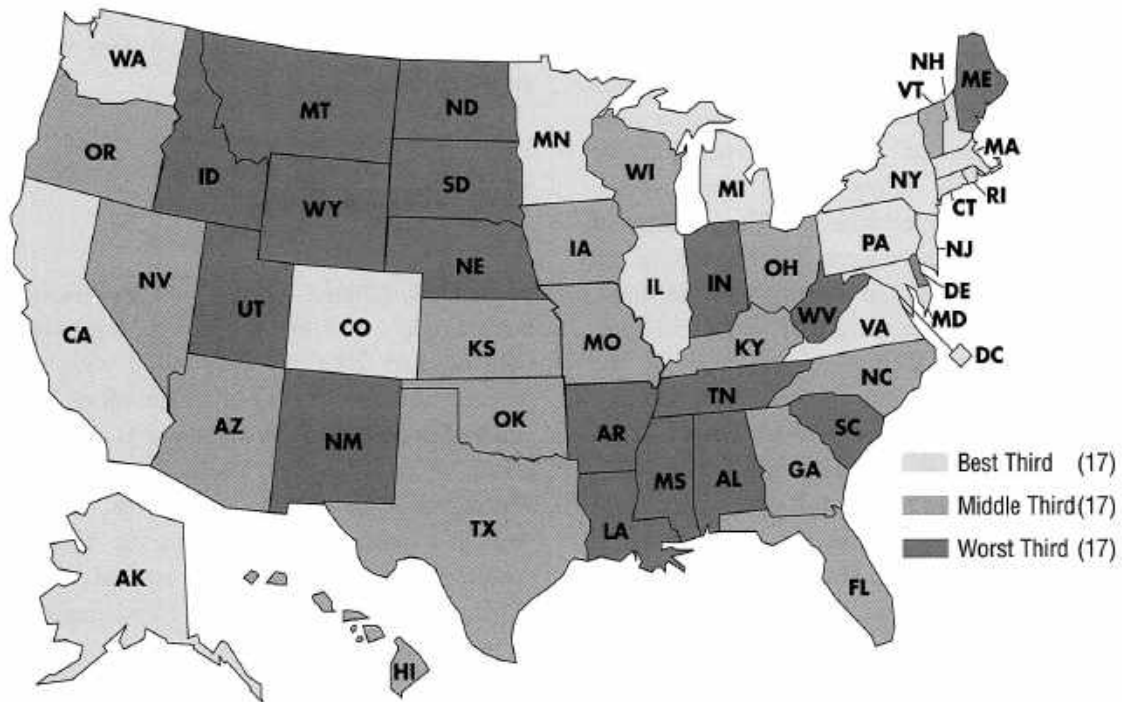 WA
MT
ND
MN
NH
VT
ME
OR
ID
WY
SD
WI
MI
NY
MA
RI
CT
NV
UT
CO
NE
IA
IL
IN
OH
PA
NJ
DE
MD
WV
VA
DC
CA
KS
MO
KY
NC
TN
AZ
NM
OK
AR
SC
MS
AL
GA
TX
LA
FL
AK
HI
Best Third (17)
Middle Third (17)
Worst Third (17)